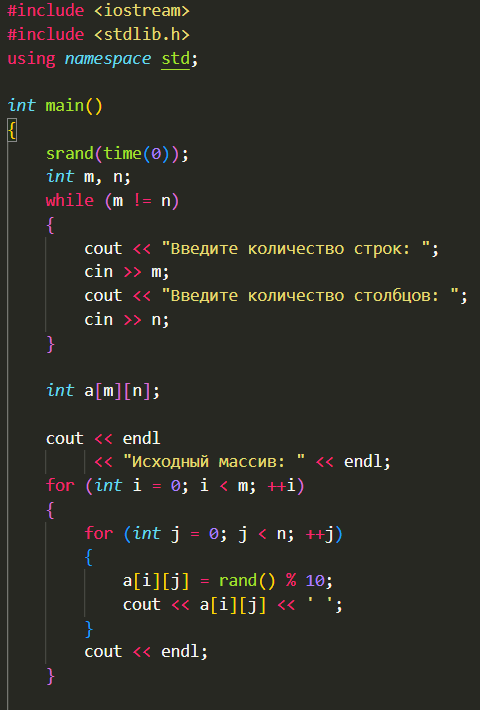 #include <iostream>
#include <stdlib.h>
using namespace std;

int main()
{
    srand(time(0));
    int m, n;
    while (m != n)
    {
        cout << "Введите количество строк: ";
        cin >> m;
        cout << "Введите количество столбцов: ";
        cin >> n;
    }

    int a[m][n];

    cout << endl
         << "Исходный массив: " << endl;
    for (int i = 0; i < m; ++i)
    {
        for (int j = 0; j < n; ++j)
        {
            a[i][j] = rand() % 10;
            cout << a[i][j] << ' ';
        }
        cout << endl;
    }